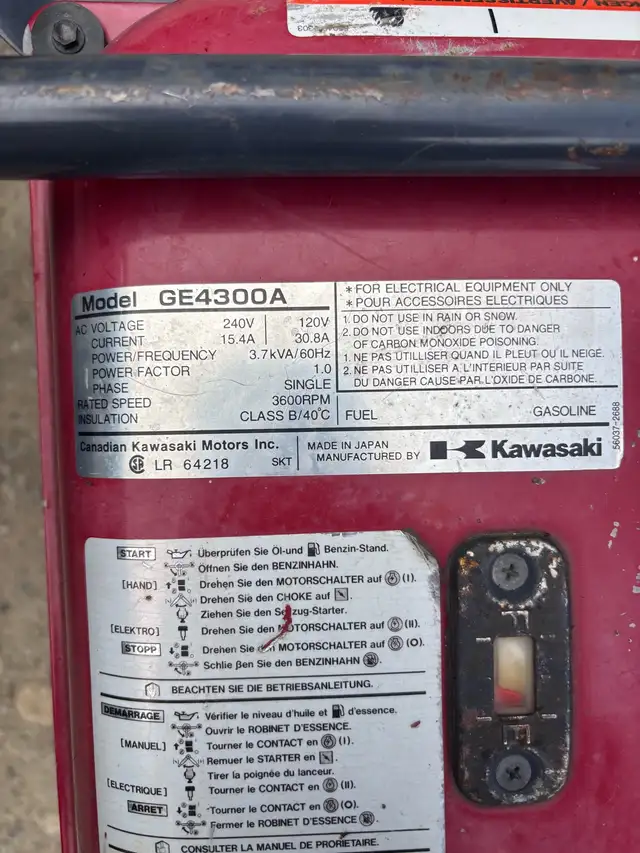 GEN / AVERTISSEMENT
Model GE4300A
AC VOLTAGE 240V 120V
CURRENT 15.4A 30.8A
POWER/FREQUENCY 3.7kVA/60Hz
POWER FACTOR 1.0
PHASE SINGLE
RATED SPEED 3600RPM
INSULATION CLASS B/40°C
* FOR ELECTRICAL EQUIPMENT ONLY
* POUR ACCESSOIRES ELECTRIQUES
1. DO NOT USE IN RAIN OR SNOW.
2. DO NOT USE INDOORS DUE TO DANGER
OF CARBON MONOXIDE POISONING.
1. NE PAS UTILISER QUAND IL PLEUT OU IL NEIGE.
2. NE PAS UTILISER A L'INTERIEUR PAR SUITE
DU DANGER CAUSE PAR L'OXIDE DE CARBONE.
FUEL GASOLINE
Canadian Kawasaki Motors Inc.
LR 64218 SKT
MADE IN JAPAN
MANUFACTURED BY Kawasaki
56037-2688
START Überprüfen Sie Öl-und Benzin-Stand.
Öffnen Sie den BENZINHAHN.
[HAND] Drehen Sie den MOTORSCHALTER auf (I).
Drehen Sie den CHOKE auf
Ziehen Sie den Seilzug-Starter.
[ELEKTRO] Drehen Sie den MOTORSCHALTER auf (II).
STOPP Drehen Sie den MOTORSCHALTER auf (O).
Schlie ßen Sie den BENZINHAHN
BEACHTEN SIE DIE BETRIEBSANLEITUNG.
DEMARRAGE Vérifier le niveau d'huile et d'essence.
Ouvrir le ROBINET D'ESSENCE.
[MANUEL] Tourner le CONTACT en (I).
Remuer le STARTER en
Tirer la poignée du lanceur.
[ELECTRIQUE] Tourner le CONTACT en (II).
ARRET Tourner le CONTACT en (O).
Fermer le ROBINET D'ESSENCE
CONSULTER LA MANUEL DE PROPRIETAIRE.
F
E